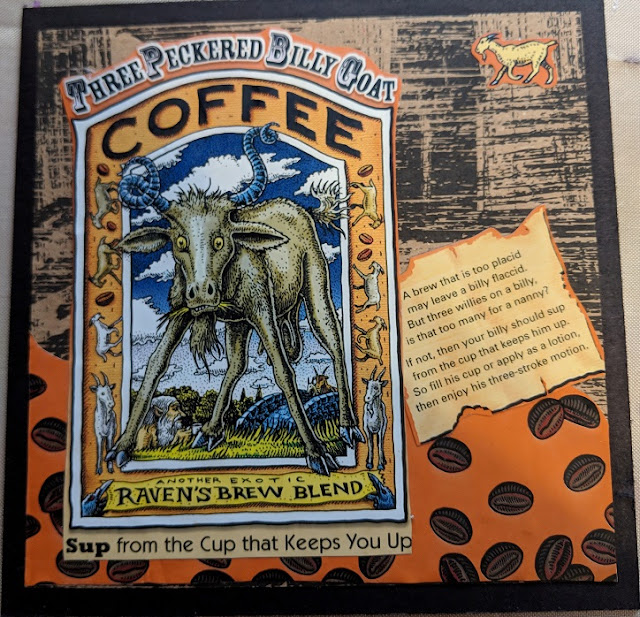 THREE PECKERED BILLY GOAT
COFFEE
A brew that is too placid
may leave a billy flaccid.
But three willies on a billy,
is that too many for a nanny?
If not, then your billy should sup
from the cup that keeps him up.
So fill his cup or apply as a lotion,
then enjoy his three-stroke motion.
ANOTHER EXOTIC
RAVEN'S BREW BLEND
Sup from the Cup that Keeps You Up